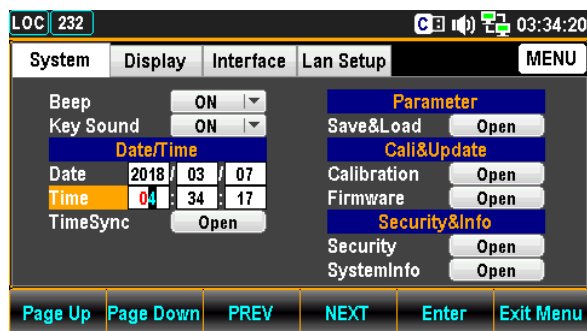 LOC 232 C 03:34:20
System Display Interface Lan Setup MENU
Beep ON
Key Sound ON
Date/Time
Date 2018 / 03 / 07
Time 04 : 34 : 17
TimeSync Open
Parameter
Save&Load Open
Cali&Update
Calibration Open
Firmware Open
Security&Info
Security Open
SystemInfo Open
Page Up Page Down PREV NEXT Enter Exit Menu